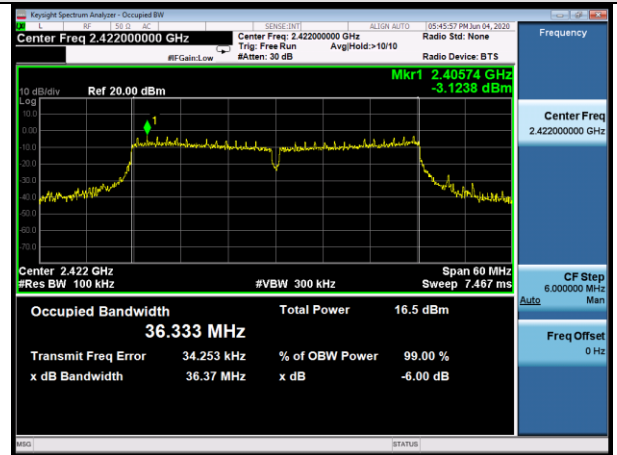 Keysight Spectrum Analyzer - Occupied BW
L RF 50 Ω AC SENSE:INT ALIGN AUTO 05:45:57 PM Jun 04, 2020
Center Freq 2.422000000 GHz Center Freq: 2.422000000 GHz Radio Std: None Frequency
Trig: Free Run Avg|Hold:>10/10
#IFGain:Low #Atten: 30 dB Radio Device: BTS
Mkr1 2.40574 GHz
10 dB/div Ref 20.00 dBm -3.1238 dBm
Log
10.0
0.00
-10.0
-20.0
-30.0
-40.0
-50.0
-60.0
-70.0
1
Center Freq
2.422000000 GHz
Center 2.422 GHz Span 60 MHz
#Res BW 100 kHz #VBW 300 kHz Sweep 7.467 ms
CF Step
6.000000 MHz
Auto Man
Occupied Bandwidth Total Power 16.5 dBm
36.333 MHz
Freq Offset
0 Hz
Transmit Freq Error 34.253 kHz % of OBW Power 99.00 %
x dB Bandwidth 36.37 MHz x dB -6.00 dB
MSG STATUS